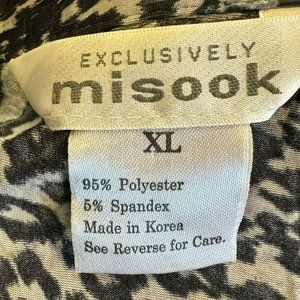 EXCLUSIVELY
misook
XL
95% Polyester
5% Spandex
Made in Korea
See Reverse for Care.